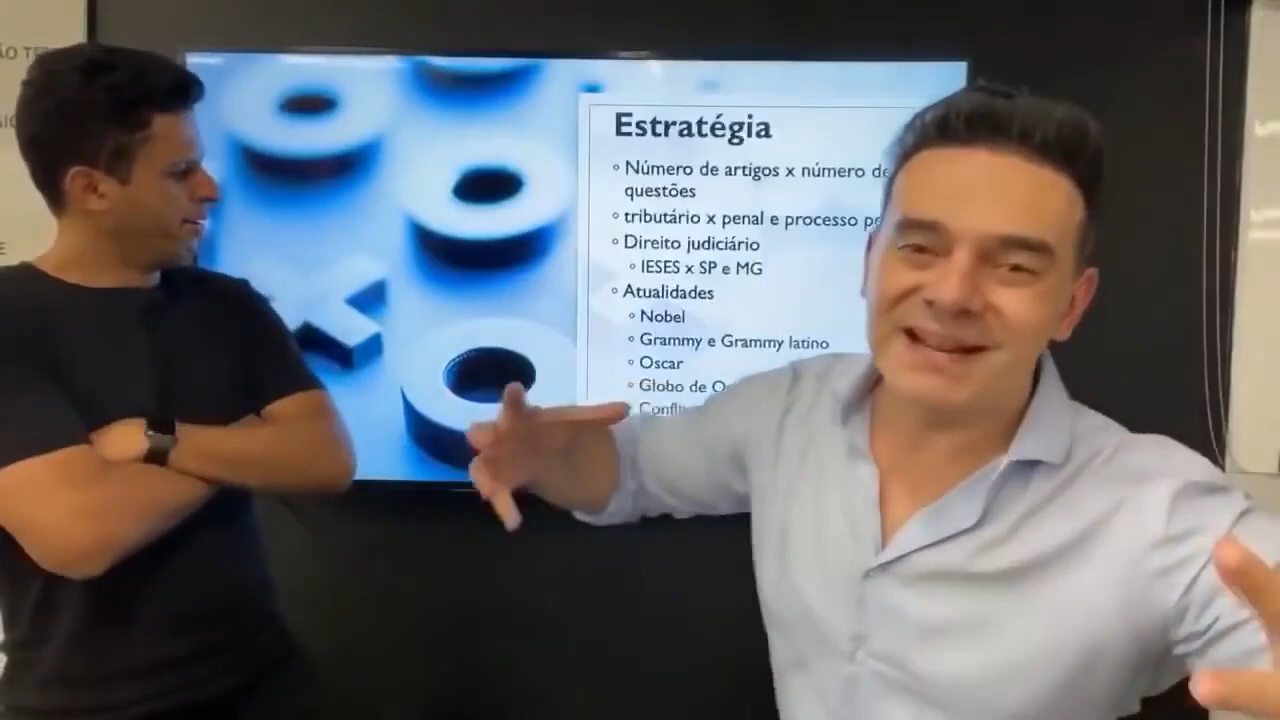 Estratégia
Número de artigos x número de
questões
tributário x penal e processo
Direito judiciário
IESES x SP e MG
Atualidades
Nobel
Grammy e Grammy latino
Oscar
Globo de